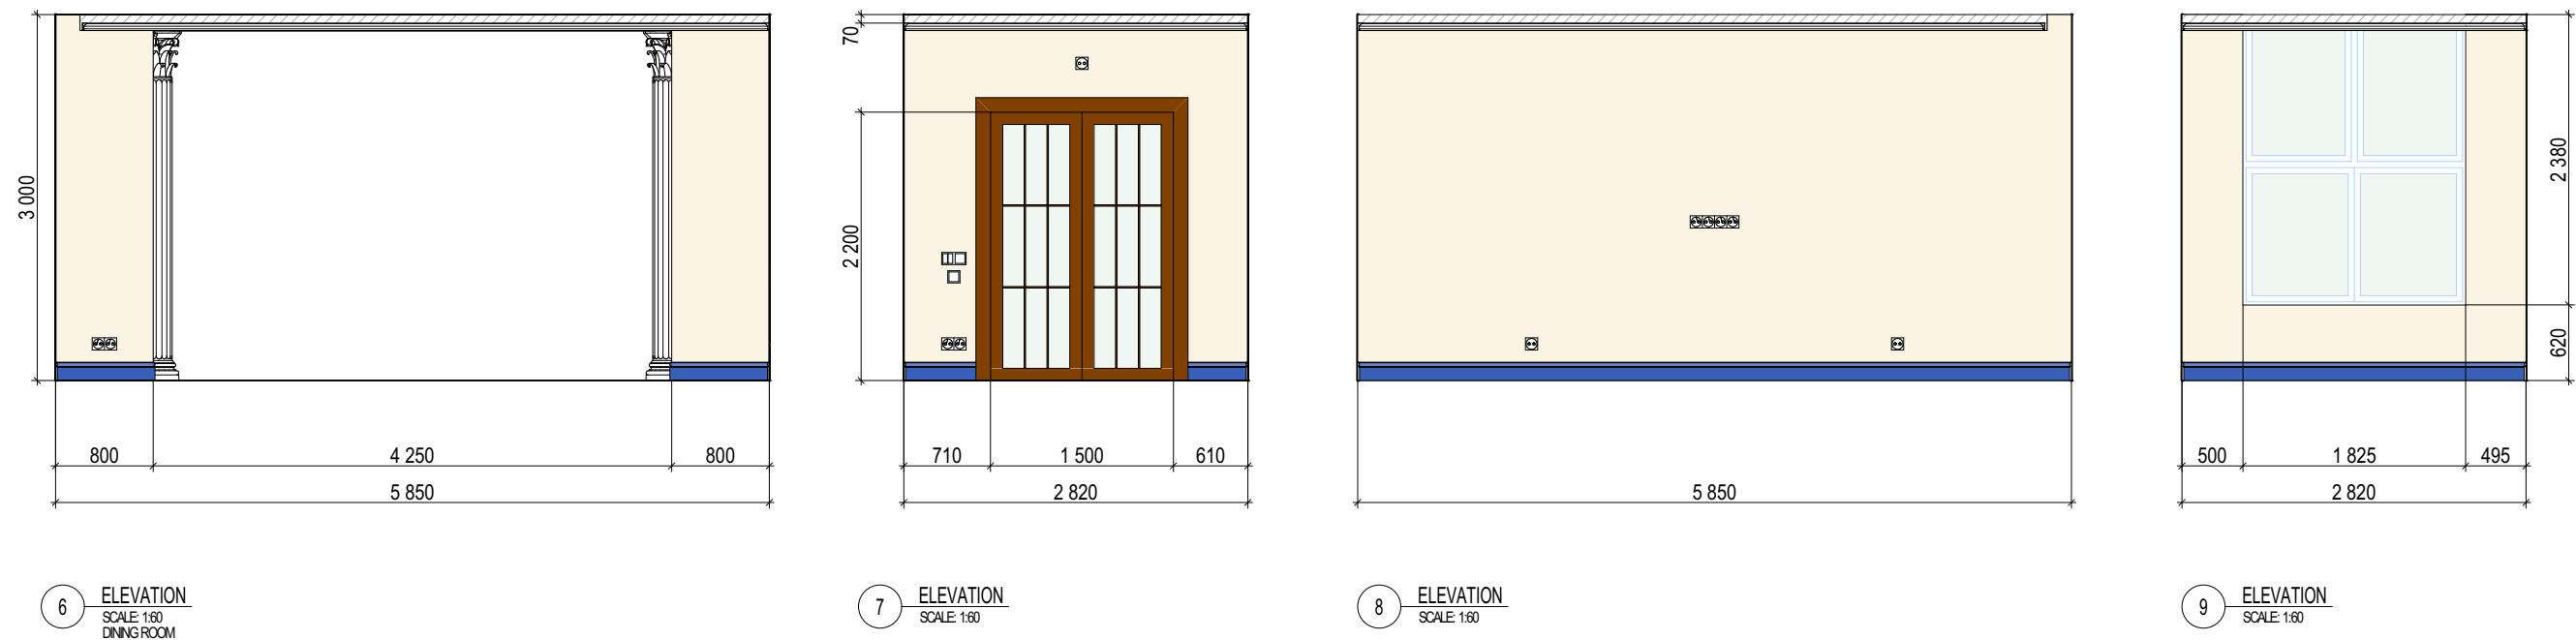 3 000
800
4 250
800
5 850
6
ELEVATION
SCALE: 1:60
DINING ROOM
70
2 200
710
1 500
610
2 820
7
ELEVATION
SCALE: 1:60
5 850
8
ELEVATION
SCALE: 1:60
2 380
620
500
1 825
495
2 820
9
ELEVATION
SCALE: 1:60